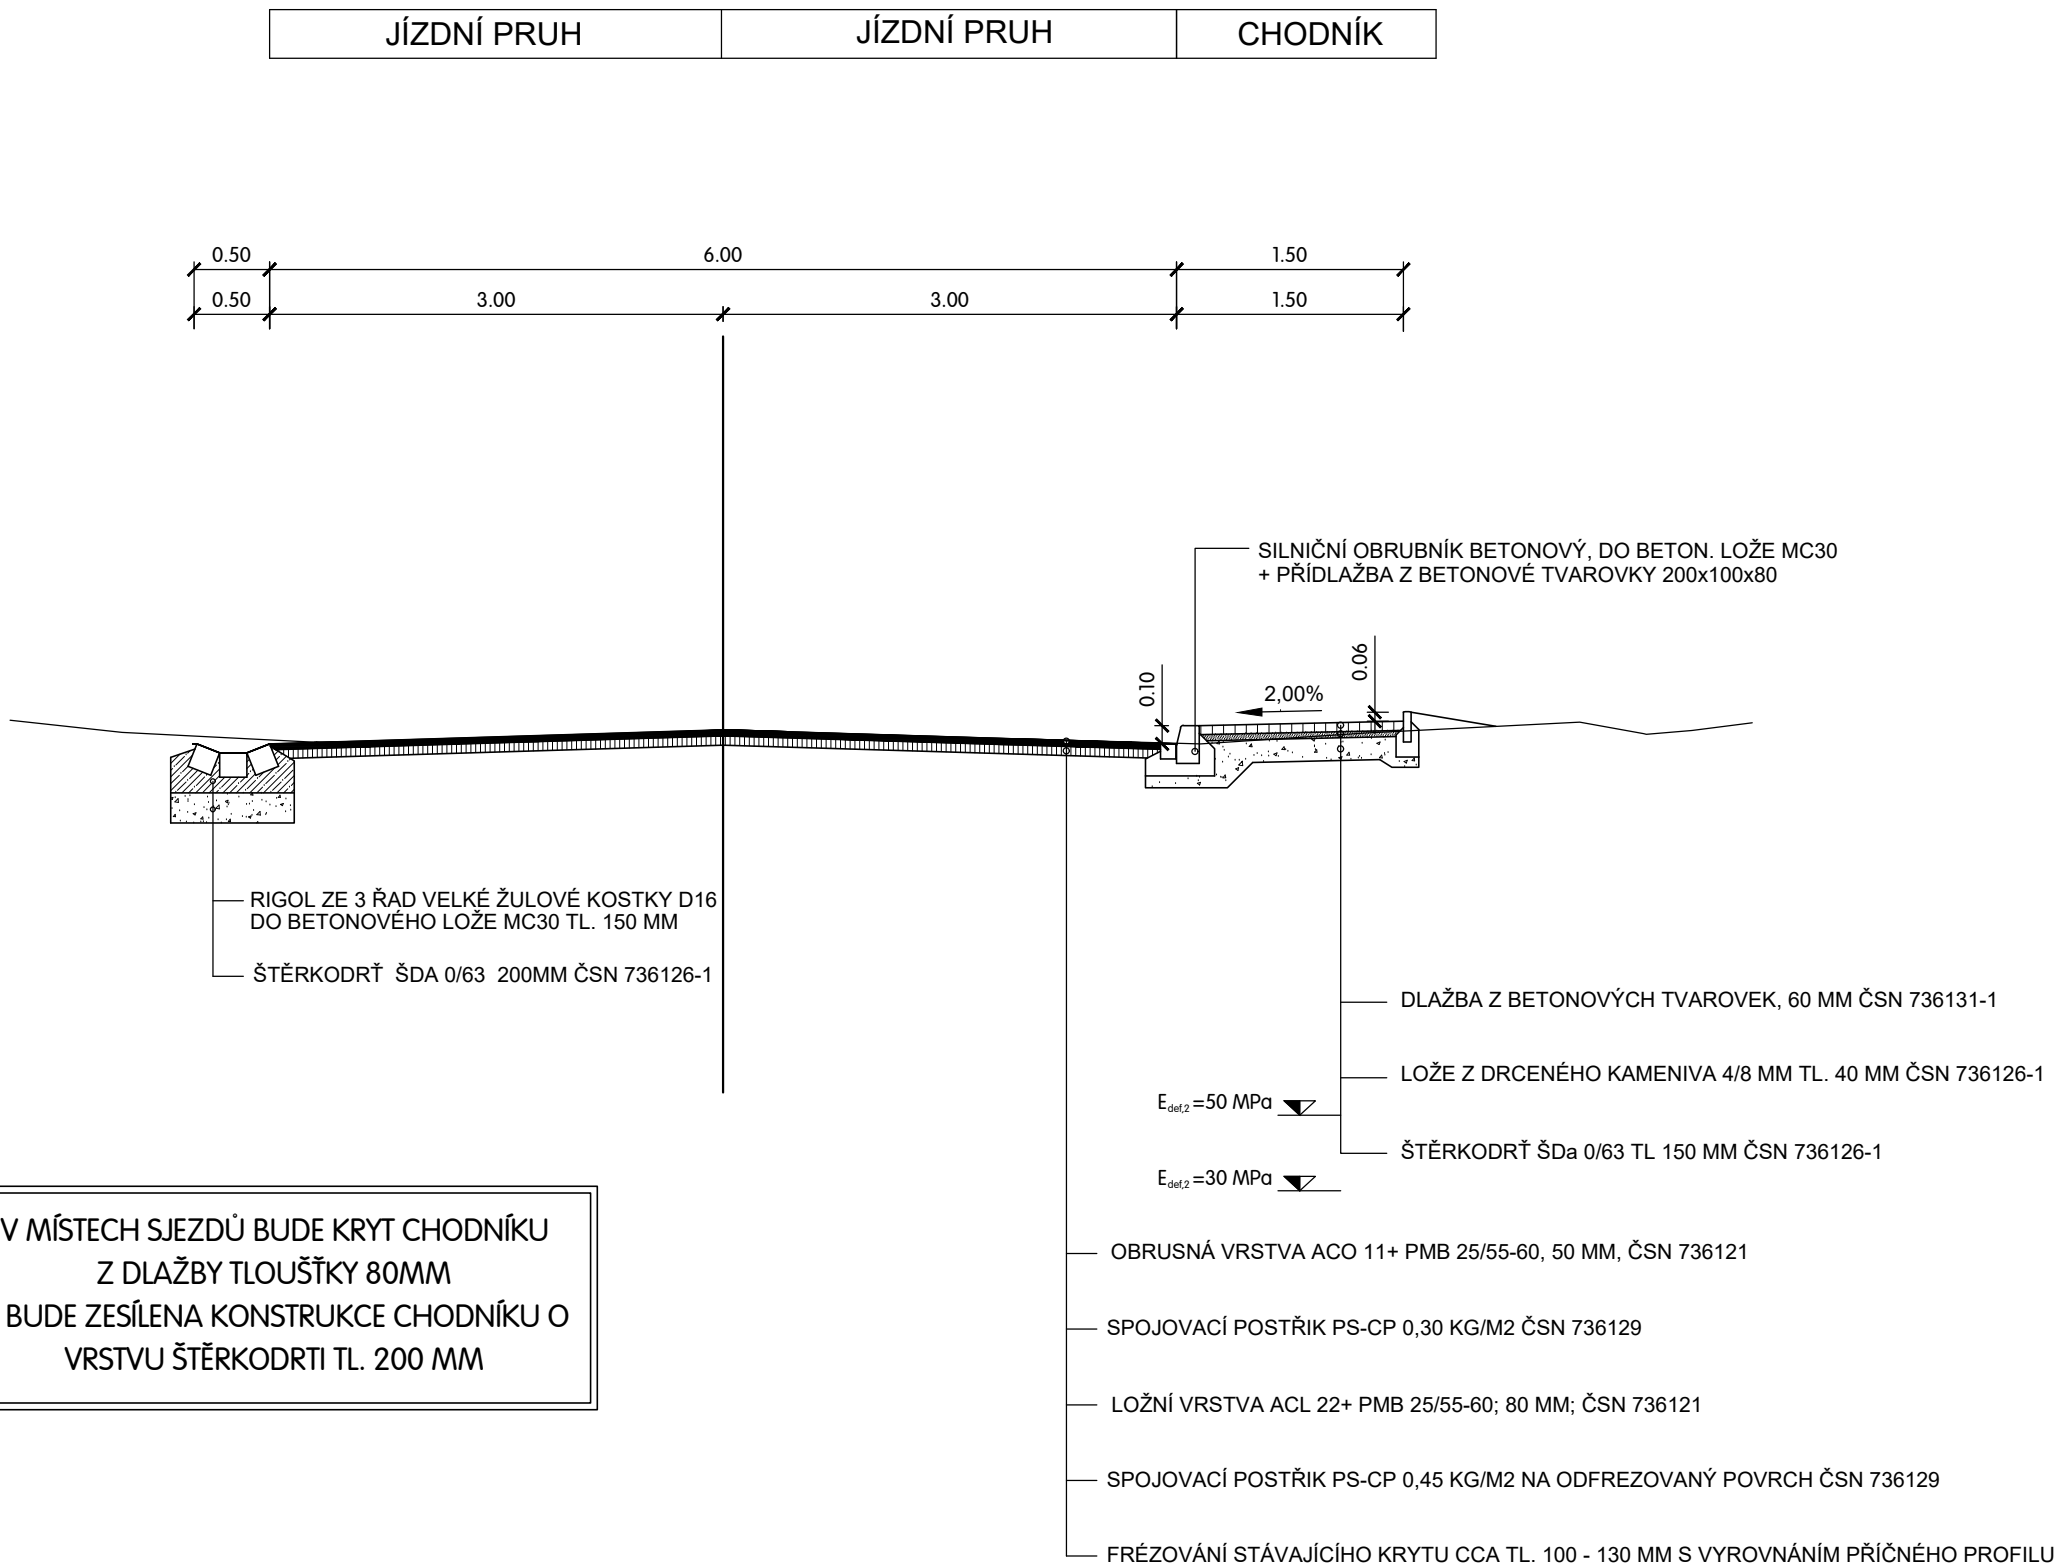 JÍZDNÍ PRUH
JÍZDNÍ PRUH
CHODNÍK
0.50
6.00
1.50
0.50
3.00
3.00
1.50
SILNIČNÍ OBRUBNÍK BETONOVÝ, DO BETON. LOŽE MC30
+ PŘÍDLAŽBA Z BETONOVÉ TVAROVKY 200x100x80
0.10
2,00%
0.06
RIGOL ZE 3 ŘAD VELKÉ ŽULOVÉ KOSTKY D16
DO BETONOVÉHO LOŽE MC30 TL. 150 MM
ŠTĚRKODRŤ ŠDA 0/63 200MM ČSN 736126-1
DLAŽBA Z BETONOVÝCH TVAROVEK, 60 MM ČSN 736131-1
LOŽE Z DRCENÉHO KAMENIVA 4/8 MM TL. 40 MM ČSN 736126-1
Edef,2=50 MPa
ŠTĚRKODRŤ ŠDa 0/63 TL 150 MM ČSN 736126-1
Edef,2=30 MPa
V MÍSTECH SJEZDŮ BUDE KRYT CHODNÍKU
Z DLAŽBY TLOUŠŤKY 80MM
BUDE ZESÍLENA KONSTRUKCE CHODNÍKU O
VRSTVU ŠTĚRKODRTI TL. 200 MM
OBRUSNÁ VRSTVA ACO 11+ PMB 25/55-60, 50 MM, ČSN 736121
SPOJOVACÍ POSTŘIK PS-CP 0,30 KG/M2 ČSN 736129
LOŽNÍ VRSTVA ACL 22+ PMB 25/55-60; 80 MM; ČSN 736121
SPOJOVACÍ POSTŘIK PS-CP 0,45 KG/M2 NA ODFREZOVANÝ POVRCH ČSN 736129
FRÉZOVÁNÍ STÁVAJÍCÍHO KRYTU CCA TL. 100 - 130 MM S VYROVNÁNÍM PŘÍČNÉHO PROFILU